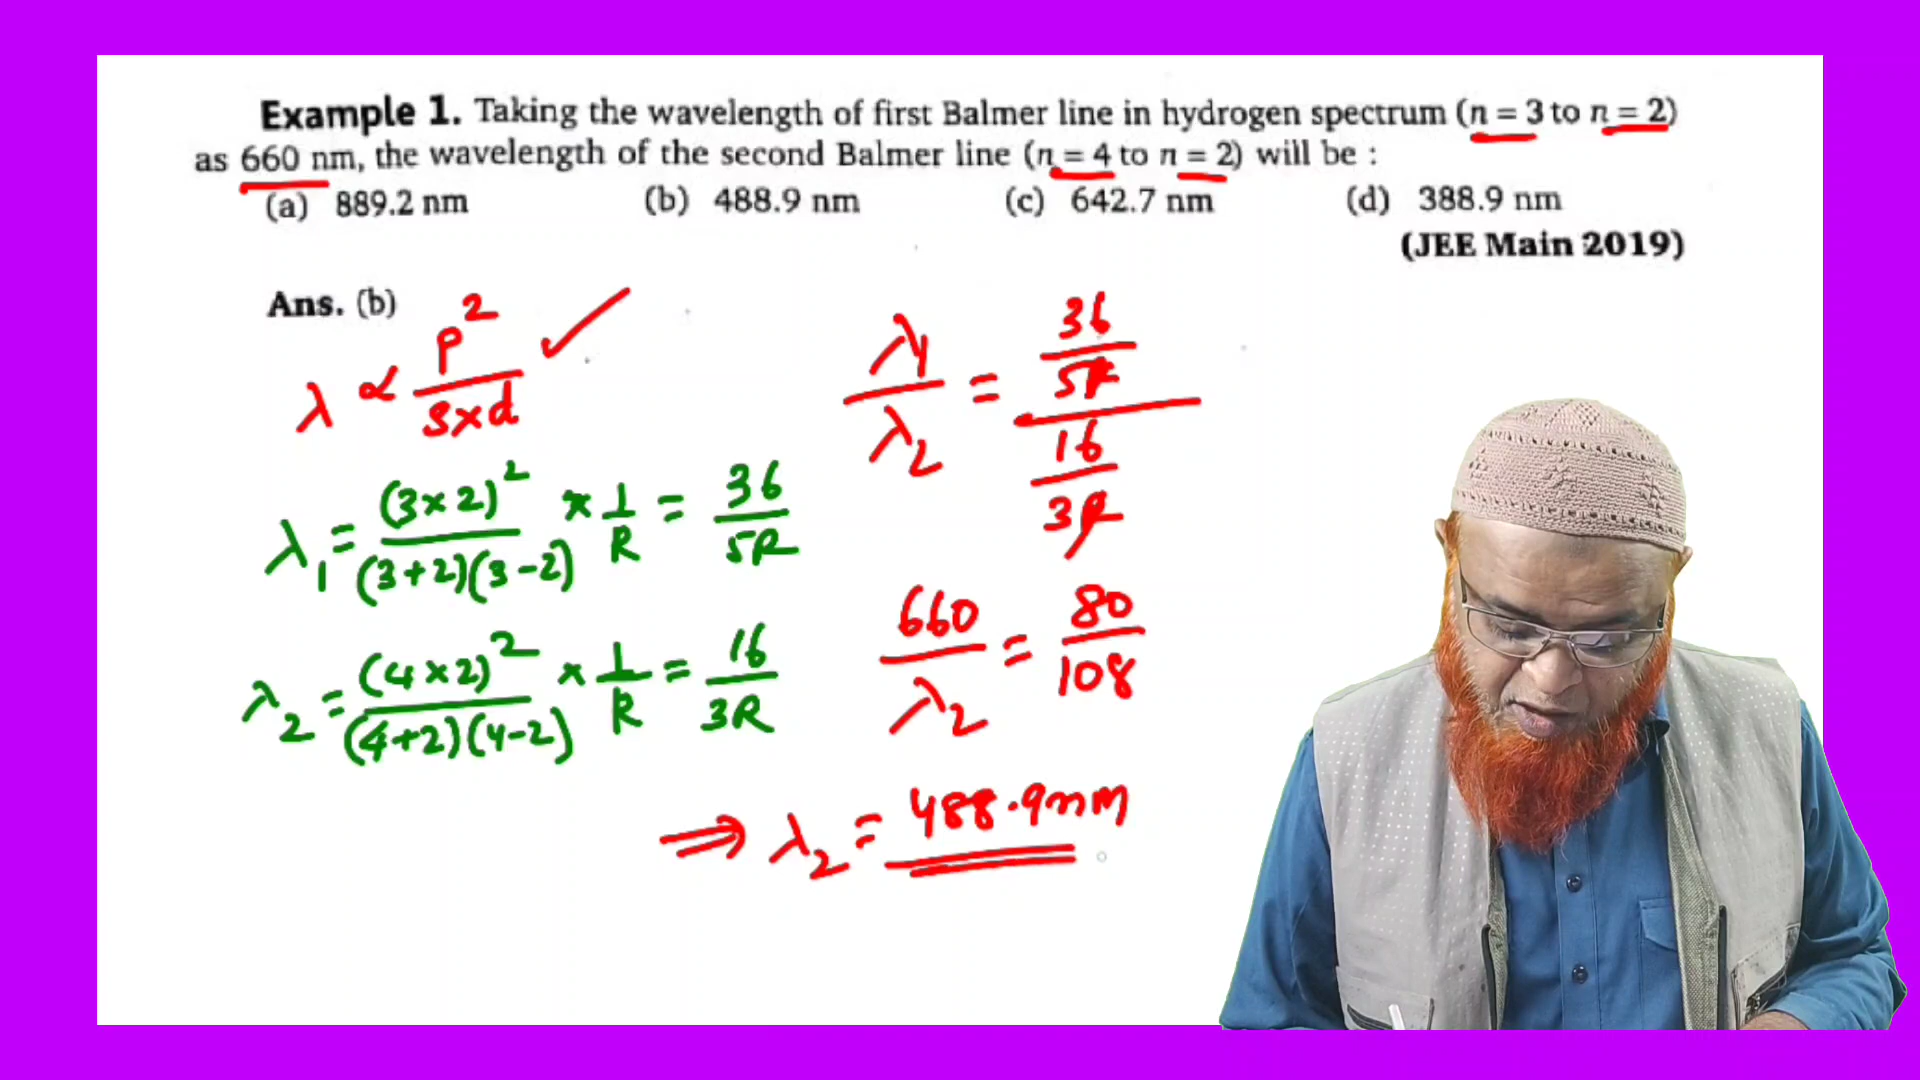 Example 1. Taking the wavelength of first Balmer line in hydrogen spectrum (n = 3 to n = 2)
as 660 nm, the wavelength of the second Balmer line (n = 4 to n = 2) will be :
(a) 889.2 nm (b) 488.9 nm (c) 642.7 nm (d) 388.9 nm
(JEE Main 2019)
Ans. (b)
λ ∝ P²/(s×d) ✓
λ₁ = (3×2)²/((3+2)(3-2)) × 1/R = 36/5R
λ₂ = (4×2)²/((4+2)(4-2)) × 1/R = 16/3R
λ₁/λ₂ = (36/5R)/(16/3R)
660/λ₂ = 80/108
⇒ λ₂ = 488.9nm